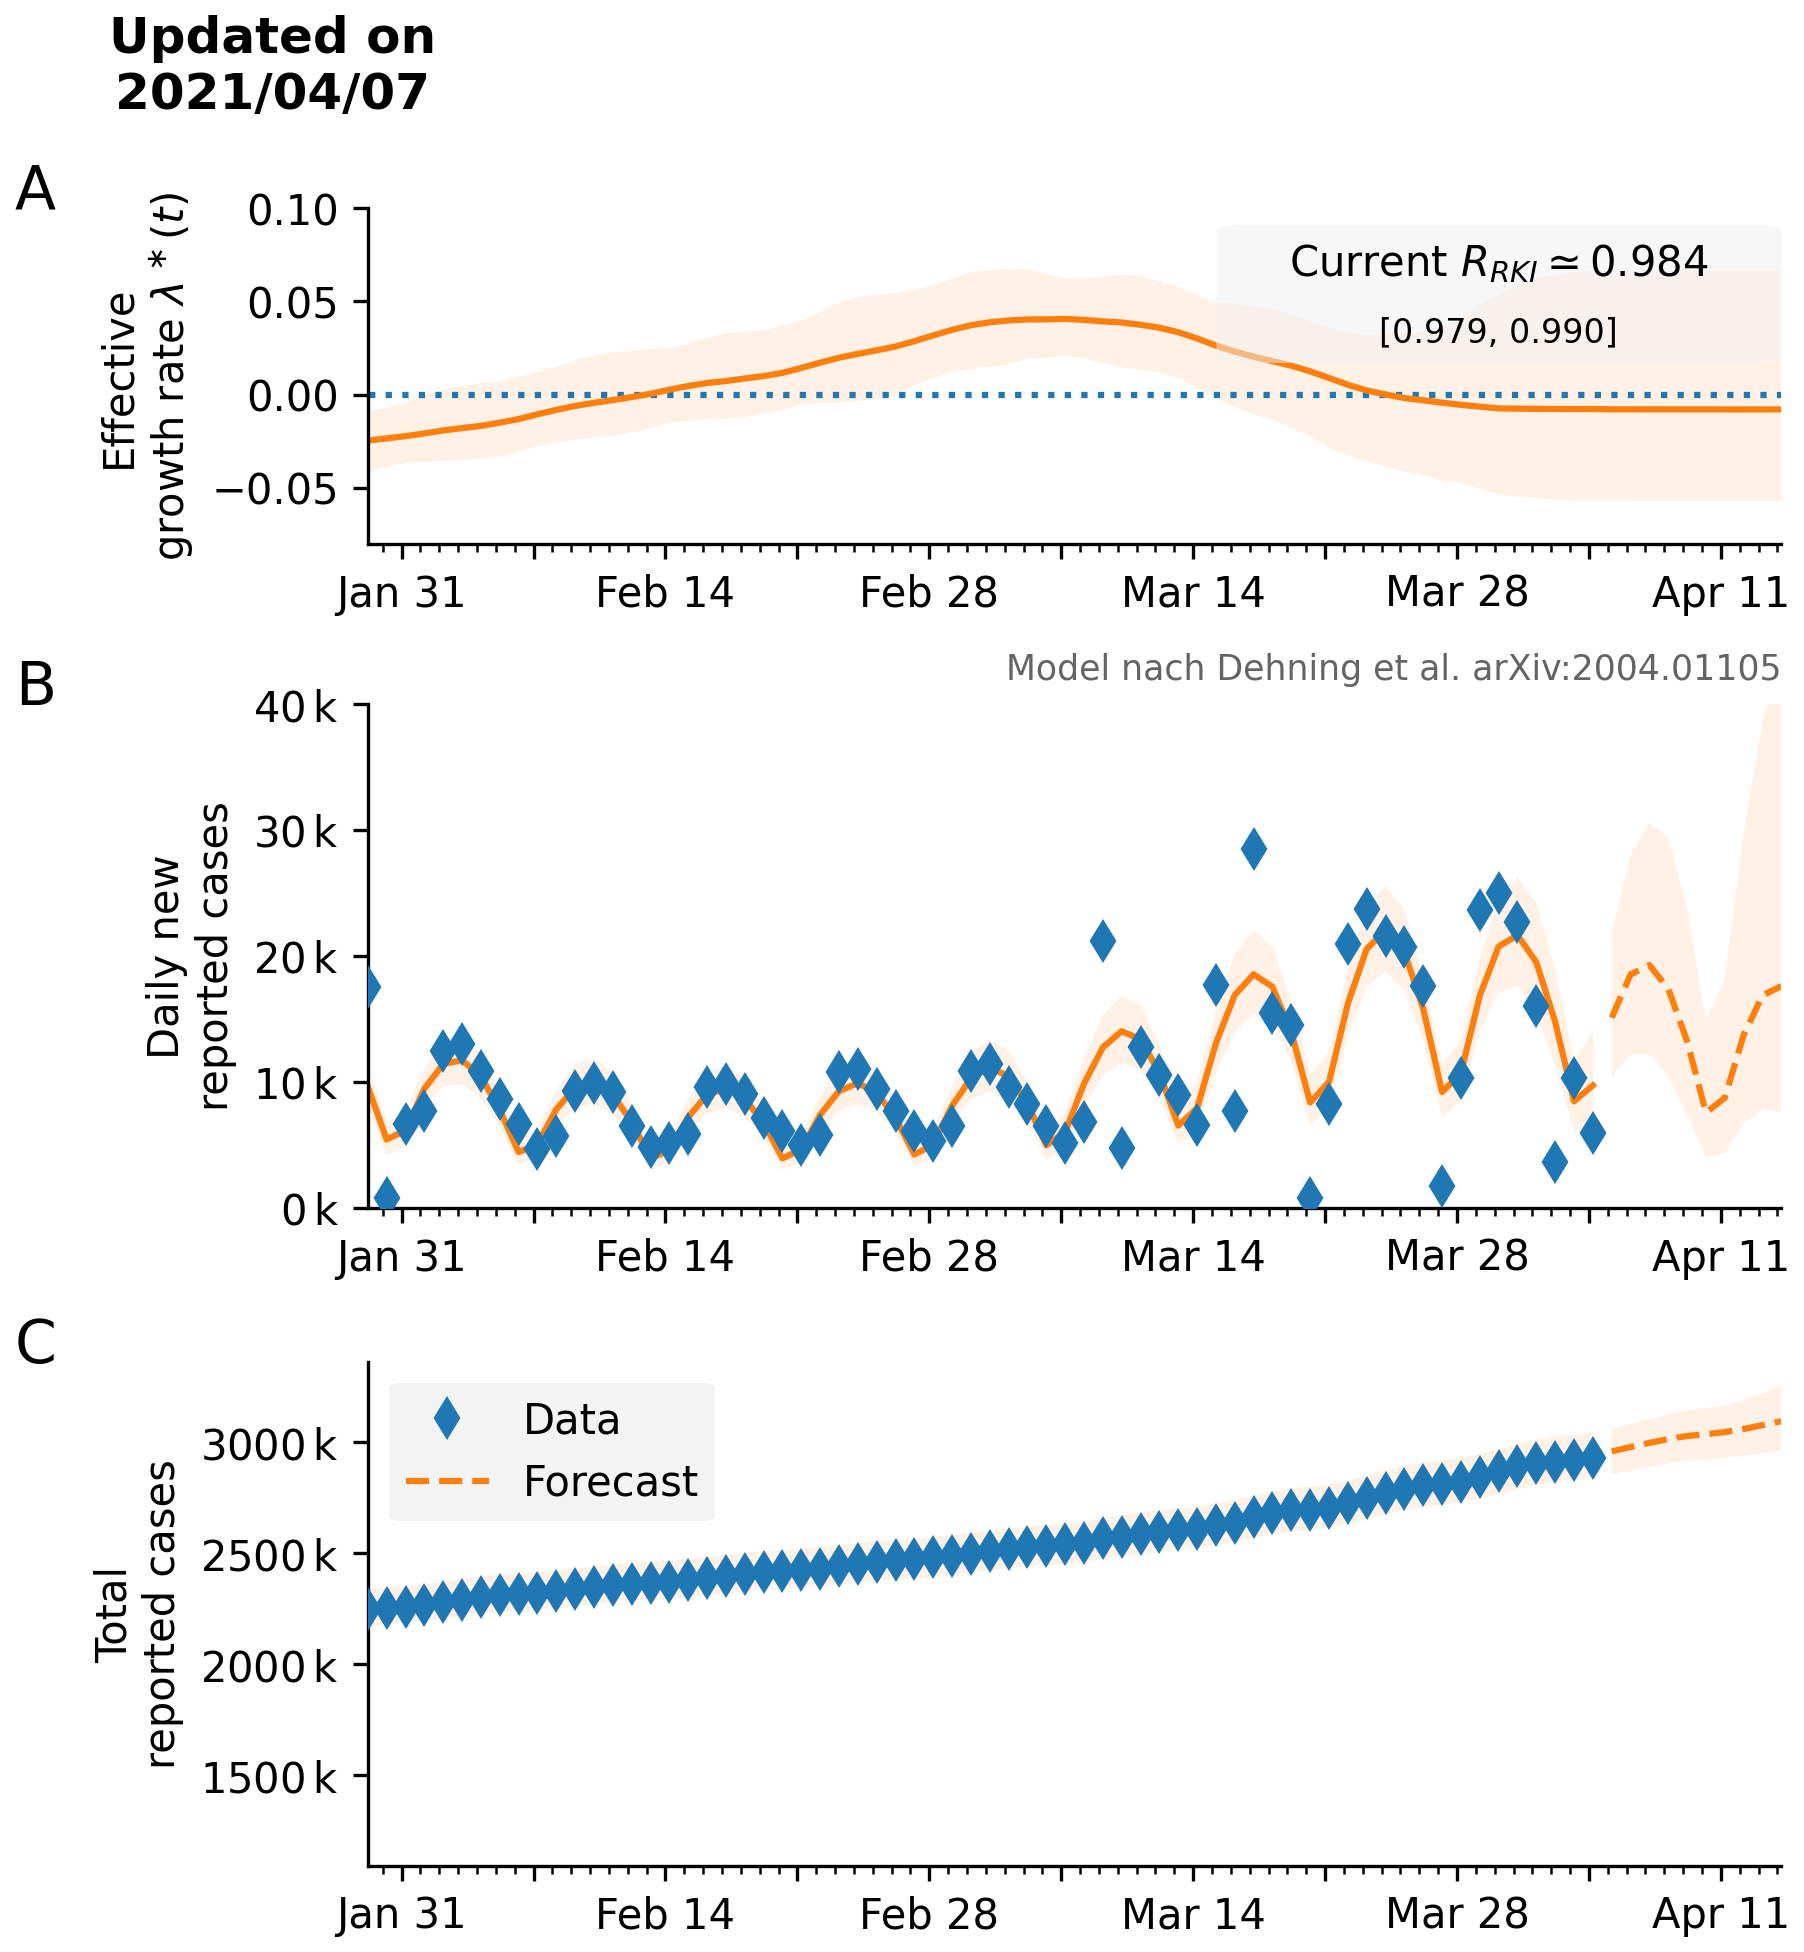 Updated on
2021/04/07
A
Effective
growth rate λ * (t)
0.10
0.05
0.00
−0.05
Current R_RKI ≃ 0.984
[0.979, 0.990]
Jan 31 Feb 14 Feb 28 Mar 14 Mar 28 Apr 11
B
Model nach Dehning et al. arXiv:2004.01105
Daily new
reported cases
40 k
30 k
20 k
10 k
0 k
Jan 31 Feb 14 Feb 28 Mar 14 Mar 28 Apr 11
C
Total
reported cases
Data
Forecast
3000 k
2500 k
2000 k
1500 k
Jan 31 Feb 14 Feb 28 Mar 14 Mar 28 Apr 11